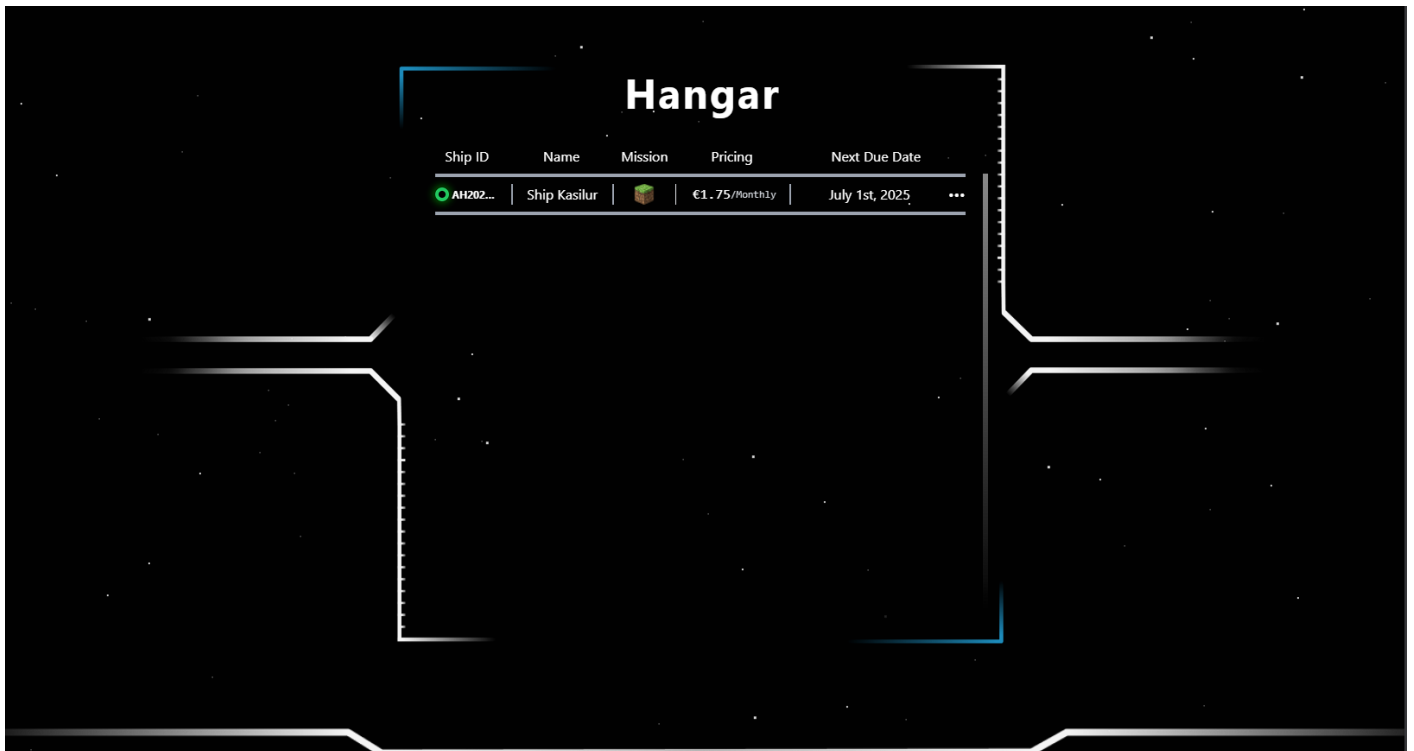 Hangar
Ship ID Name Mission Pricing Next Due Date
AH202... Ship Kasilur €1.75/Monthly July 1st, 2025 •••